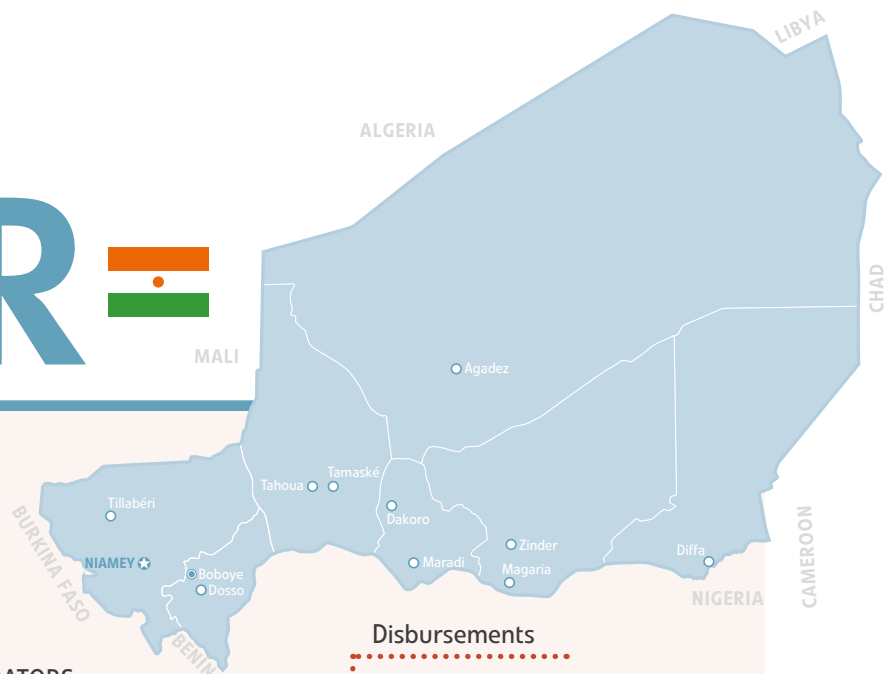 LIBYA
ALGERIA
R
CHAD
MALI
Agadez
Tamaské
Tahoua
Tillabéri
Dakoro
BURKINA FASO
CAMEROON
Zinder
Diffa
NIAMEY
Maradi
Magaria
Boboye
Dosso
NIGERIA
BENIN
Disbursements